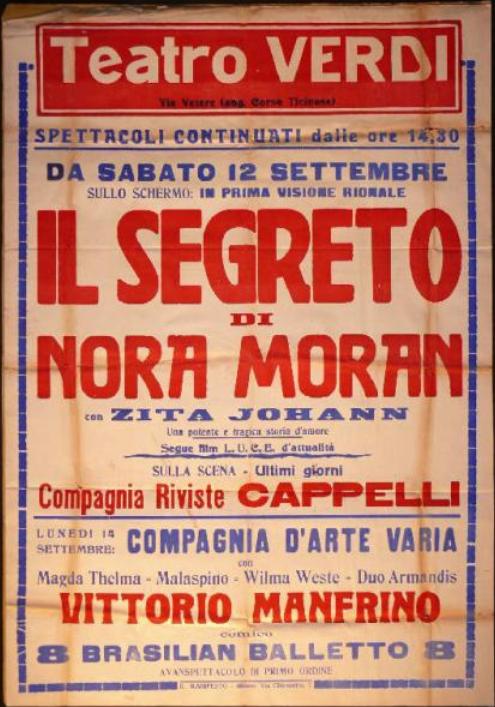 Teatro VERDI
Via Vetere (ang. Corso Ticinese)
SPETTACOLI CONTINUATI dalle ore 14,30
DA SABATO 12 SETTEMBRE
SULLO SCHERMO: IN PRIMA VISIONE RIONALE
IL SEGRETO
DI
NORA MORAN
con ZITA JOHANN
Una potente e tragica storia d'amore
Segue film L. U. C. E. d'attualità
SULLA SCENA - Ultimi giorni
Compagnia Riviste CAPPELLI
LUNEDI 14
SETTEMBRE: COMPAGNIA D'ARTE VARIA
con
Magda Thelma - Malaspino - Wilma Weste - Duo Armandis
VITTORIO MANFRINO
comico
8 BRASILIAN BALLETTO 8
AVANSPETTACOLO DI PRIMO ORDINE